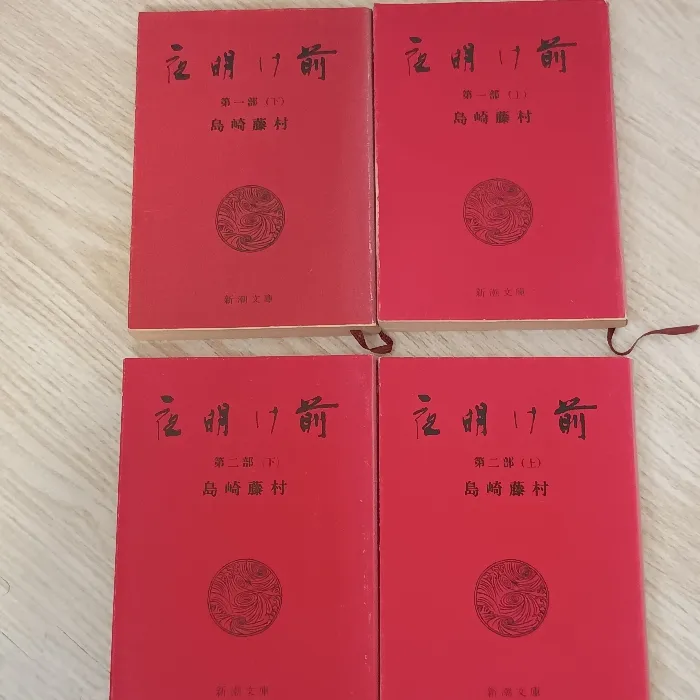 夜明け前
第一部(下)
島崎藤村
新潮文庫
夜明け前
第一部(上)
島崎藤村
新潮文庫
夜明け前
第二部(下)
島崎藤村
新潮文庫
夜明け前
第二部(上)
島崎藤村
新潮文庫